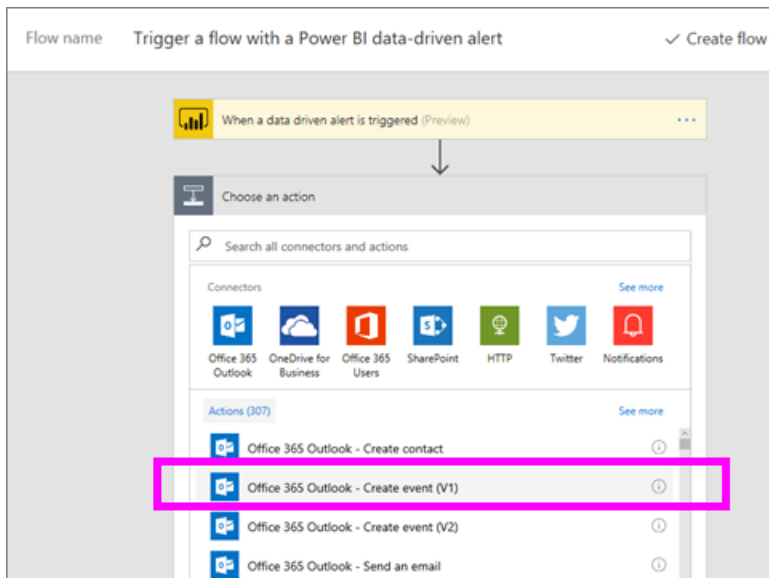 Flow name Trigger a flow with a Power BI data-driven alert Create flow
When a data driven alert is triggered (Preview)
Choose an action
Search all connectors and actions
Connectors See more
Office 365 Outlook
OneDrive for Business
Office 365 Users
SharePoint
HTTP
Twitter
Notifications
Actions (307) See more
Office 365 Outlook - Create contact
Office 365 Outlook - Create event (V1)
Office 365 Outlook - Create event (V2)
Office 365 Outlook - Send an email